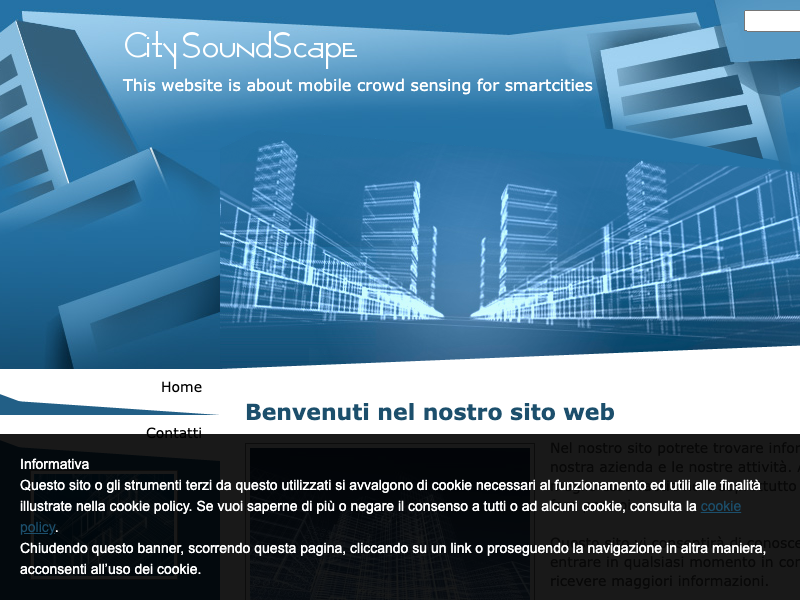 City SoundScape
This website is about mobile crowd sensing for smartcities
Home
Contatti
Benvenuti nel nostro sito web
Nel nostro sito potrete trovare
nostra azienda e le nostre attività.
entrare in qualsiasi momento in
ricevere maggiori informazioni.
Informativa
Questo sito o gli strumenti terzi da questo utilizzati si avvalgono di cookie necessari al funzionamento ed utili alle finalità
illustrate nella cookie policy. Se vuoi saperne di più o negare il consenso a tutti o ad alcuni cookie, consulta la cookie
policy.
Chiudendo questo banner, scorrendo questa pagina, cliccando su un link o proseguendo la navigazione in altra maniera,
acconsenti all’uso dei cookie.